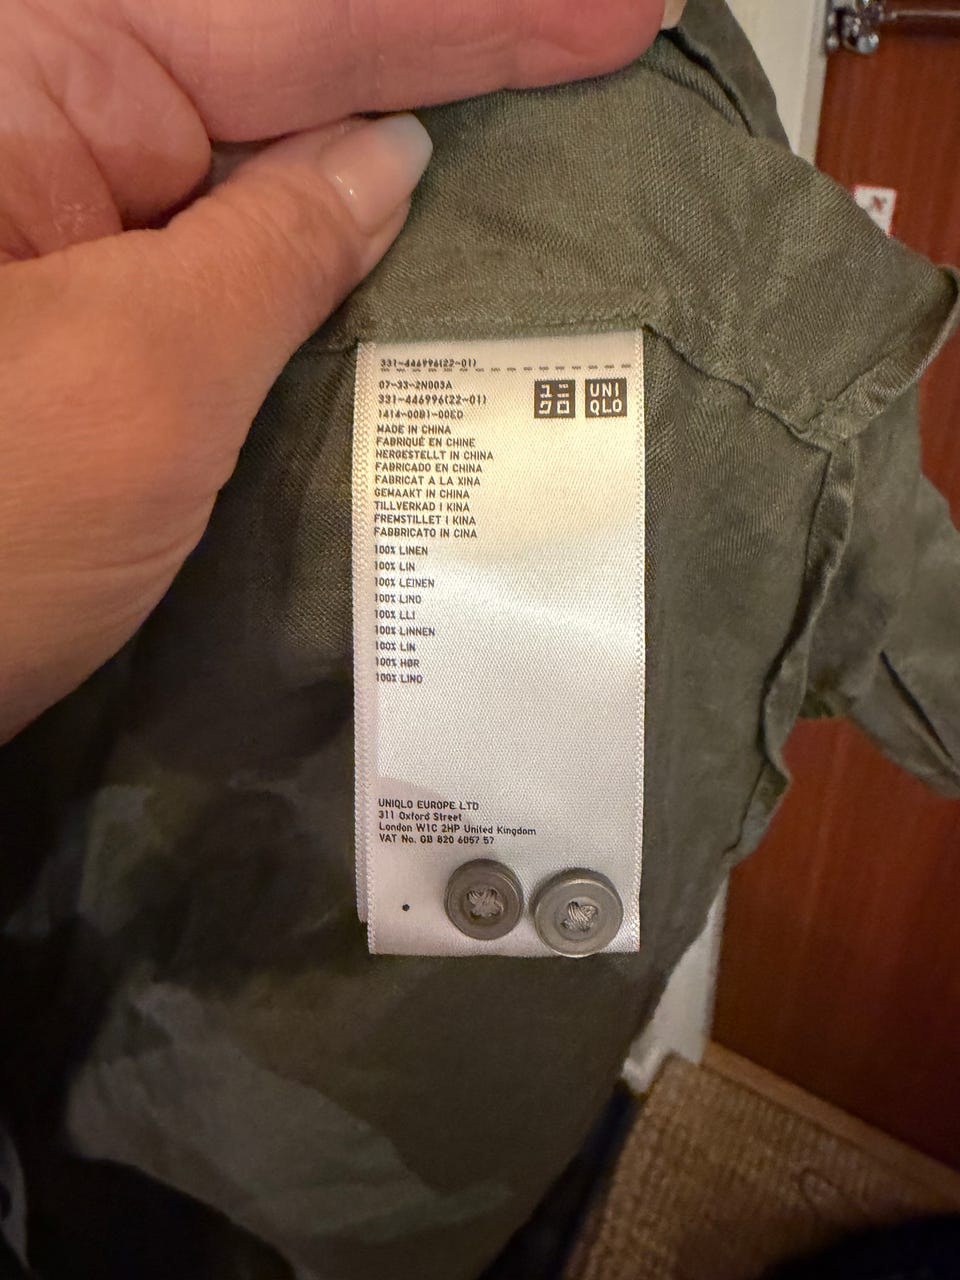 331-446996(22-01)
07-33-2N003A
331-446996(22-01)
1414-00B1-00ED
ユニ
クロ
UNI
QLO
MADE IN CHINA
FABRIQUÉ EN CHINE
HERGESTELLT IN CHINA
FABRICADO EN CHINA
FABRICAT A LA XINA
GEMAAKT IN CHINA
TILLVERKAD I KINA
FREMSTILLET I KINA
FABBRICATO IN CINA
100% LINEN
100% LIN
100% LEINEN
100% LINO
100% LLI
100% LINNEN
100% LIN
100% HØR
100% LINO
UNIQLO EUROPE LTD
311 Oxford Street
London W1C 2HP United Kingdom
VAT No. GB 820 6057 57